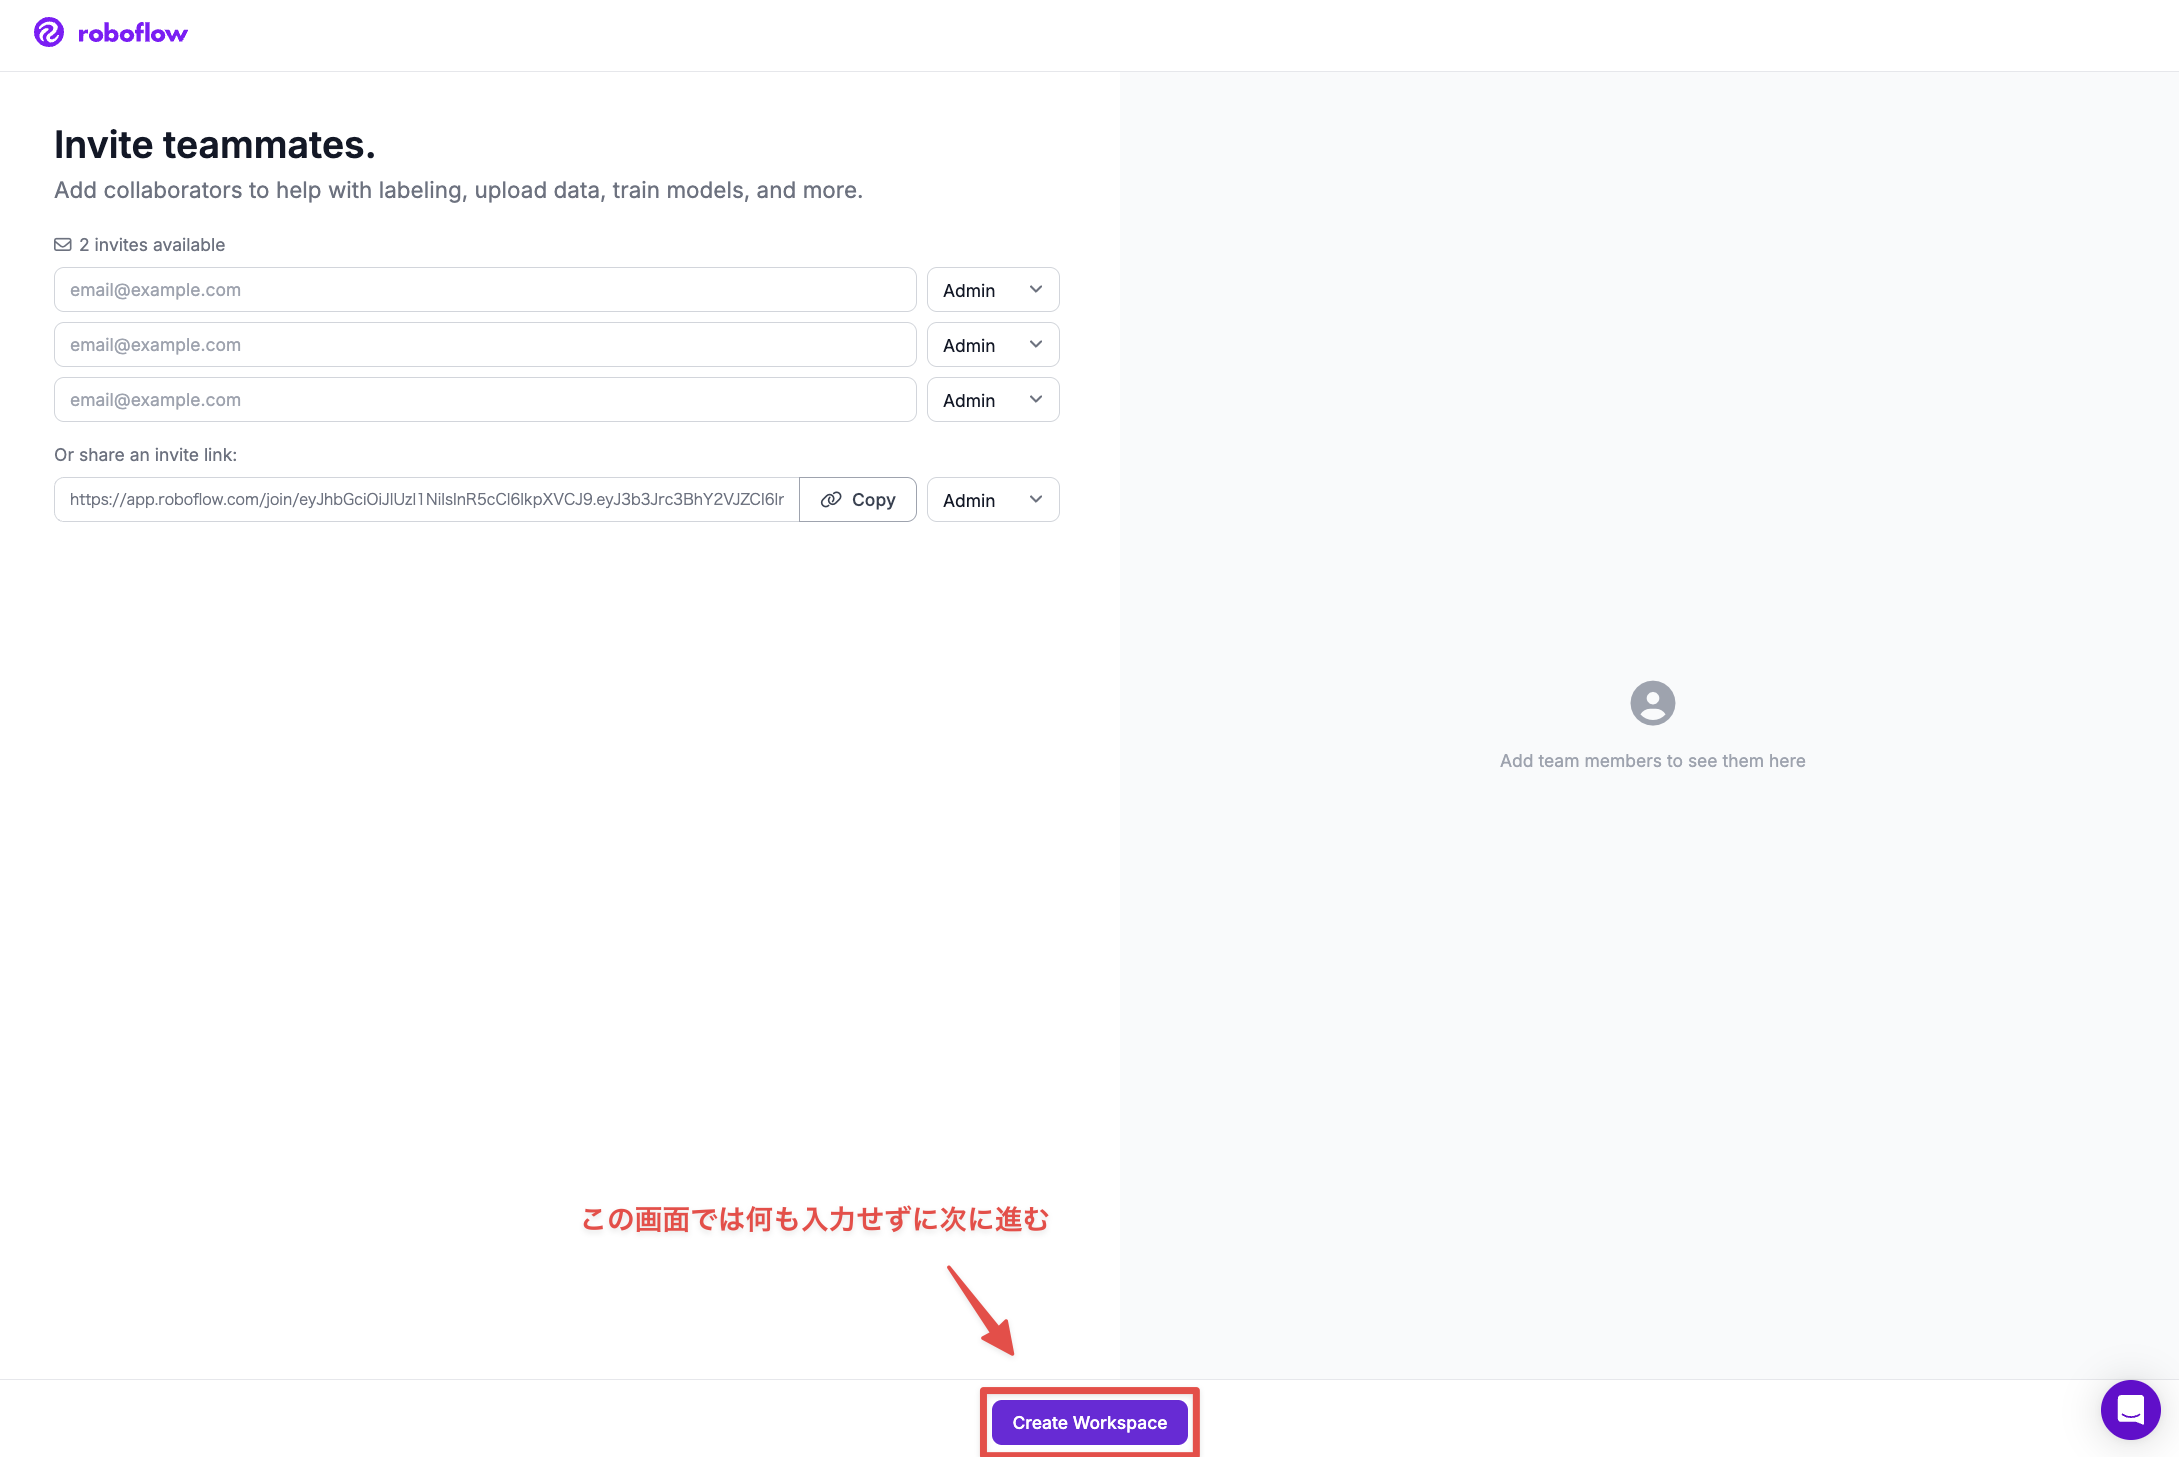 roboflow
Invite teammates.
Add collaborators to help with labeling, upload data, train models, and more.
2 invites available
email@example.com Admin
email@example.com Admin
email@example.com Admin
Or share an invite link:
https://app.roboflow.com/join/eyJhbGciOiJIUzI1NiIsInR5cCI6IkpXVCJ9.eyJ3b3Jrc3BhY2VJZCI6Ir Copy Admin
Add team members to see them here
この画面では何も入力せずに次に進む
Create Workspace